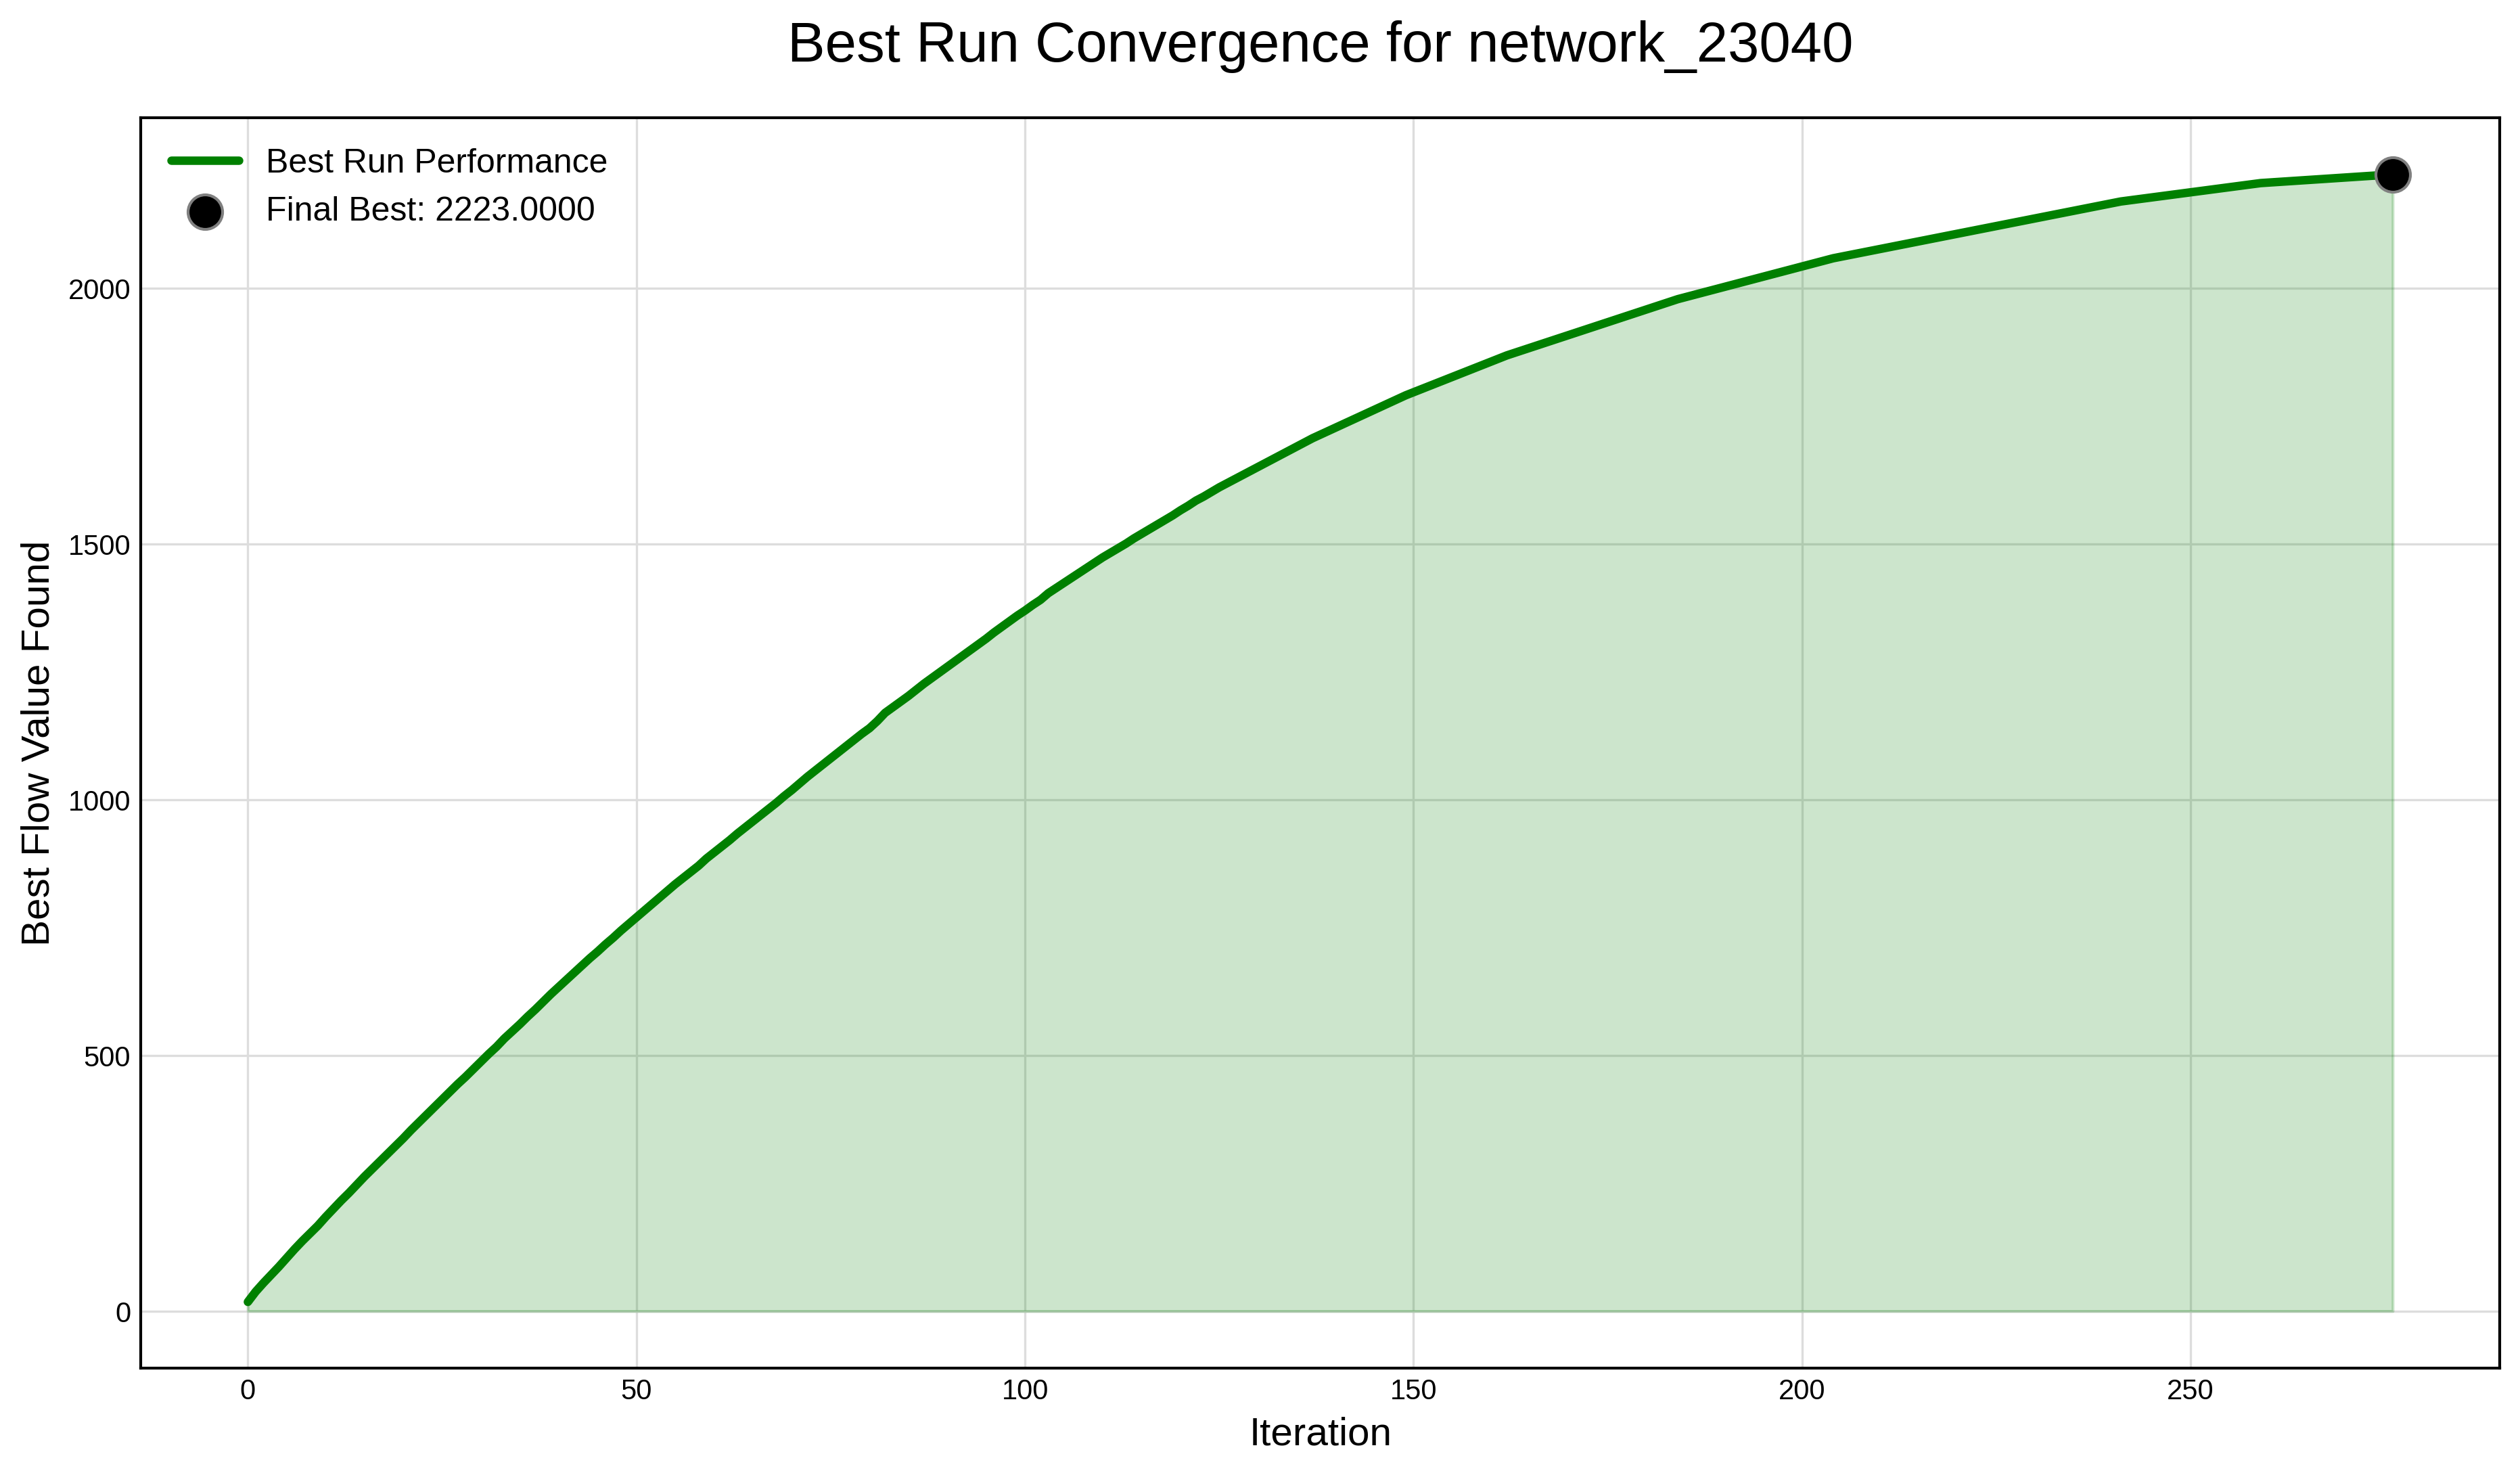 Best Run Convergence for network_23040
Best Run Performance
Final Best: 2223.0000
Best Flow Value Found
2000
1500
1000
500
0
0 50 100 150 200 250
Iteration